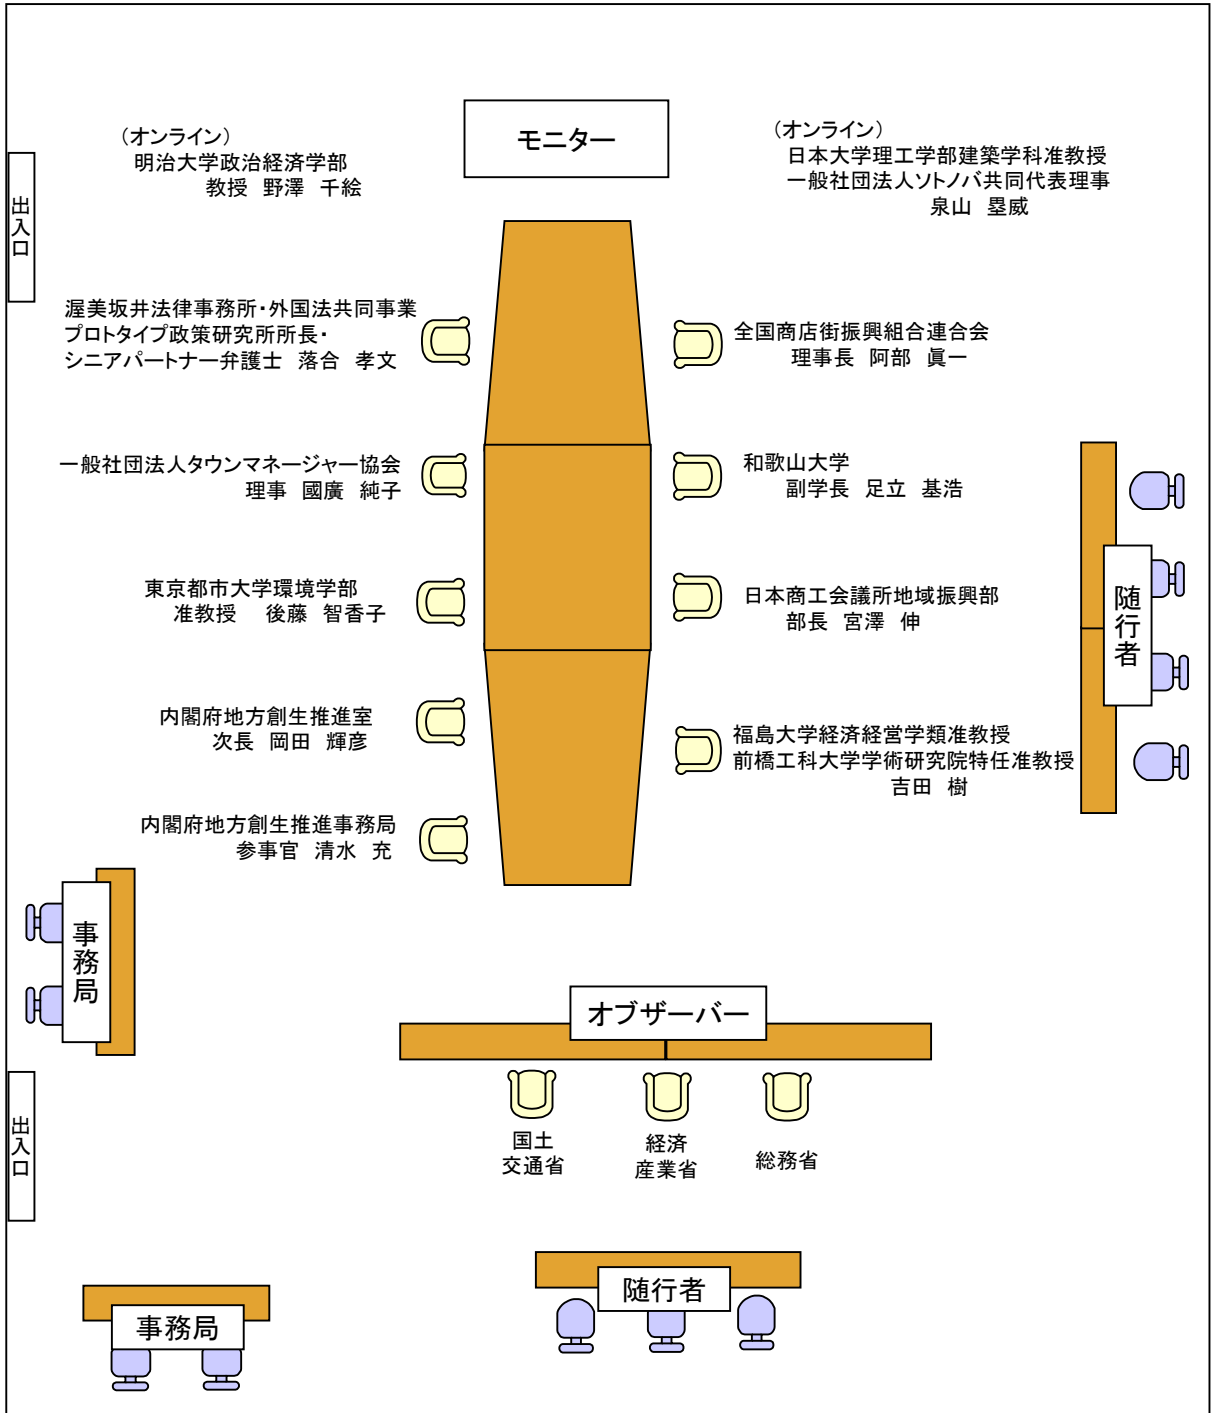 モニター
（オンライン）
明治大学政治経済学部
教授　野澤　千絵
（オンライン）
日本大学理工学部建築学科准教授
一般社団法人ソトノバ共同代表理事
泉山　塁威
出入口
渥美坂井法律事務所・外国法共同事業
プロトタイプ政策研究所所長・
シニアパートナー弁護士　落合　孝文
全国商店街振興組合連合会
理事長　阿部　眞一
一般社団法人タウンマネージャー協会
理事　國廣　純子
和歌山大学
副学長　足立　基浩
東京都市大学環境学部
准教授　後藤　智香子
日本商工会議所地域振興部
部長　宮澤　伸
随行者
内閣府地方創生推進室
次長　岡田　輝彦
福島大学経済経営学類准教授
前橋工科大学学術研究院特任准教授
吉田　樹
内閣府地方創生推進事務局
参事官　清水　充
事務局
オブザーバー
出入口
国土
交通省
経済
産業省
総務省
随行者
事務局